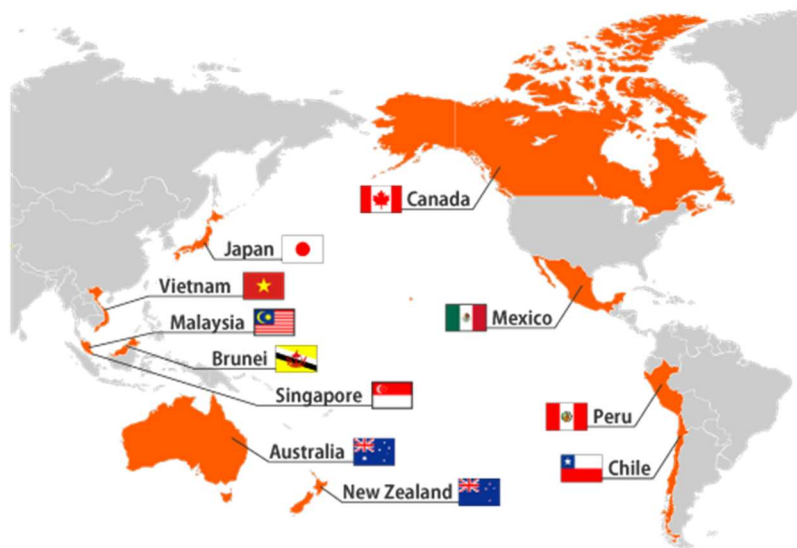 Canada
Japan
Vietnam
Malaysia
Mexico
Brunei
Singapore
Peru
Australia
Chile
New Zealand